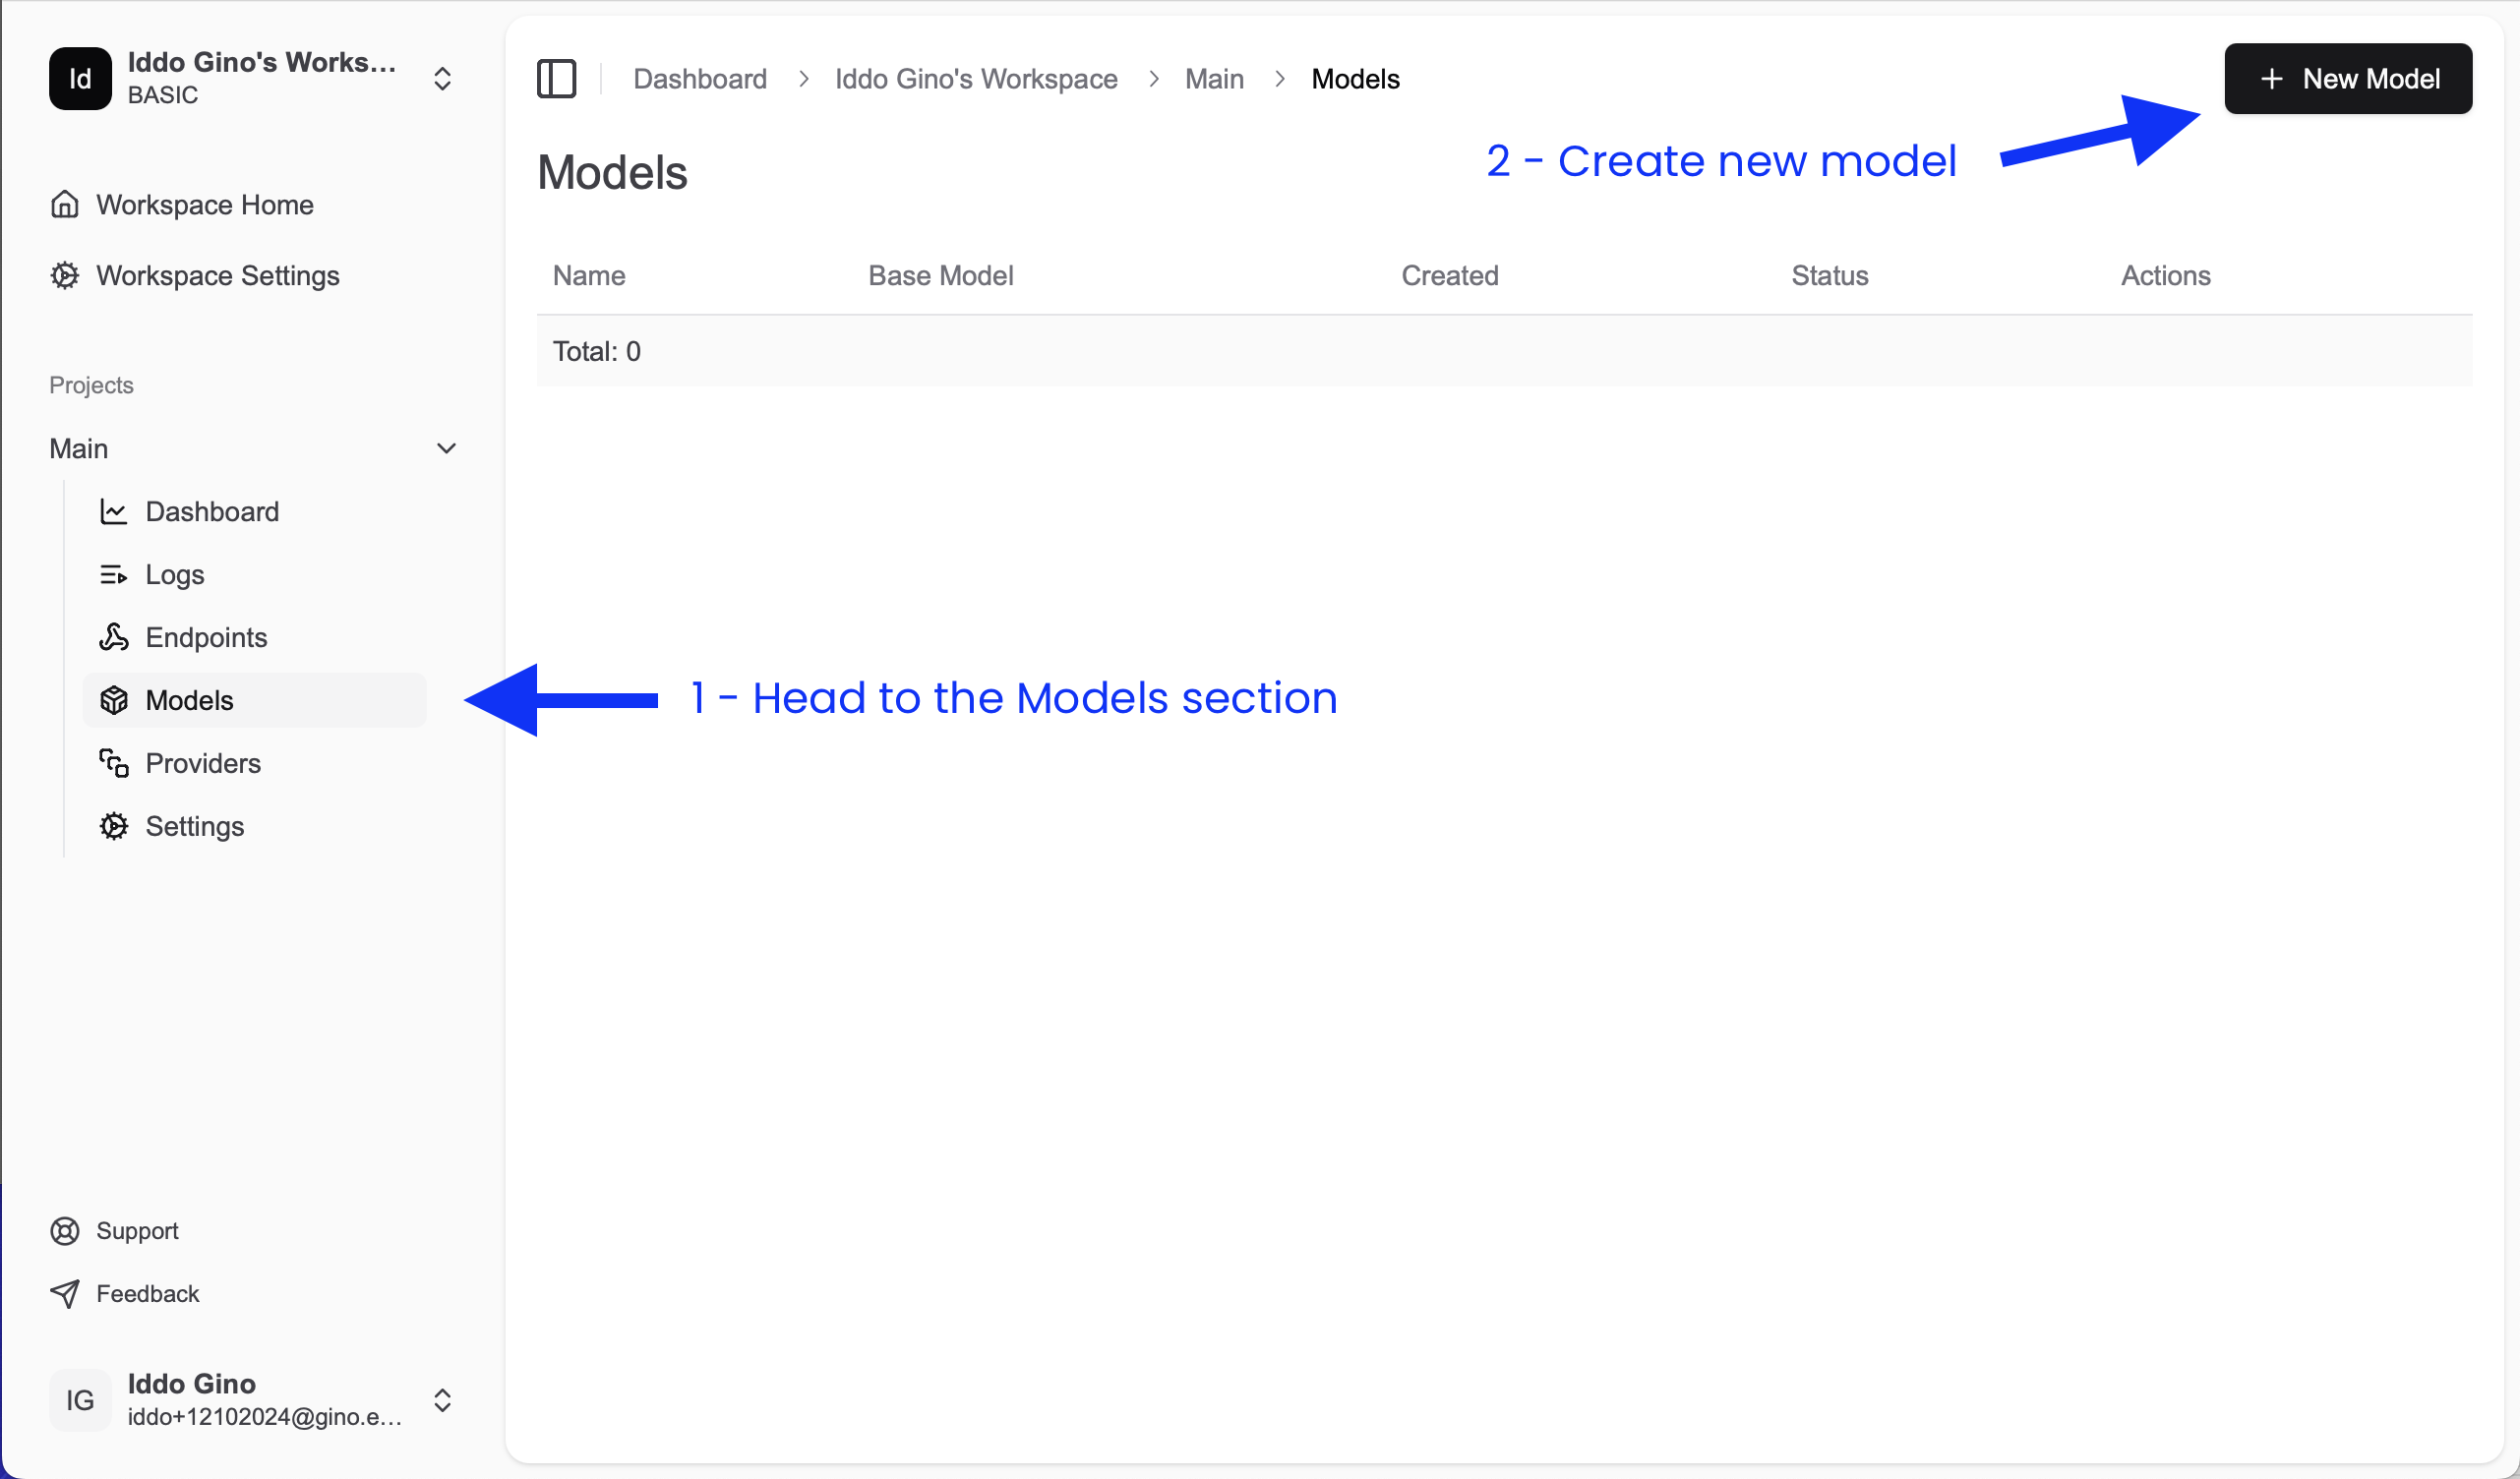 Id
Iddo Gino's Works...
BASIC
Workspace Home
Workspace Settings
Projects
Main
Dashboard
Logs
Endpoints
Models
Providers
Settings
Support
Feedback
IG
Iddo Gino
iddo+12102024@gino.e...
Dashboard > Iddo Gino's Workspace > Main > Models
+ New Model
2 - Create new model
Models
Name Base Model Created Status Actions
Total: 0
1 - Head to the Models section